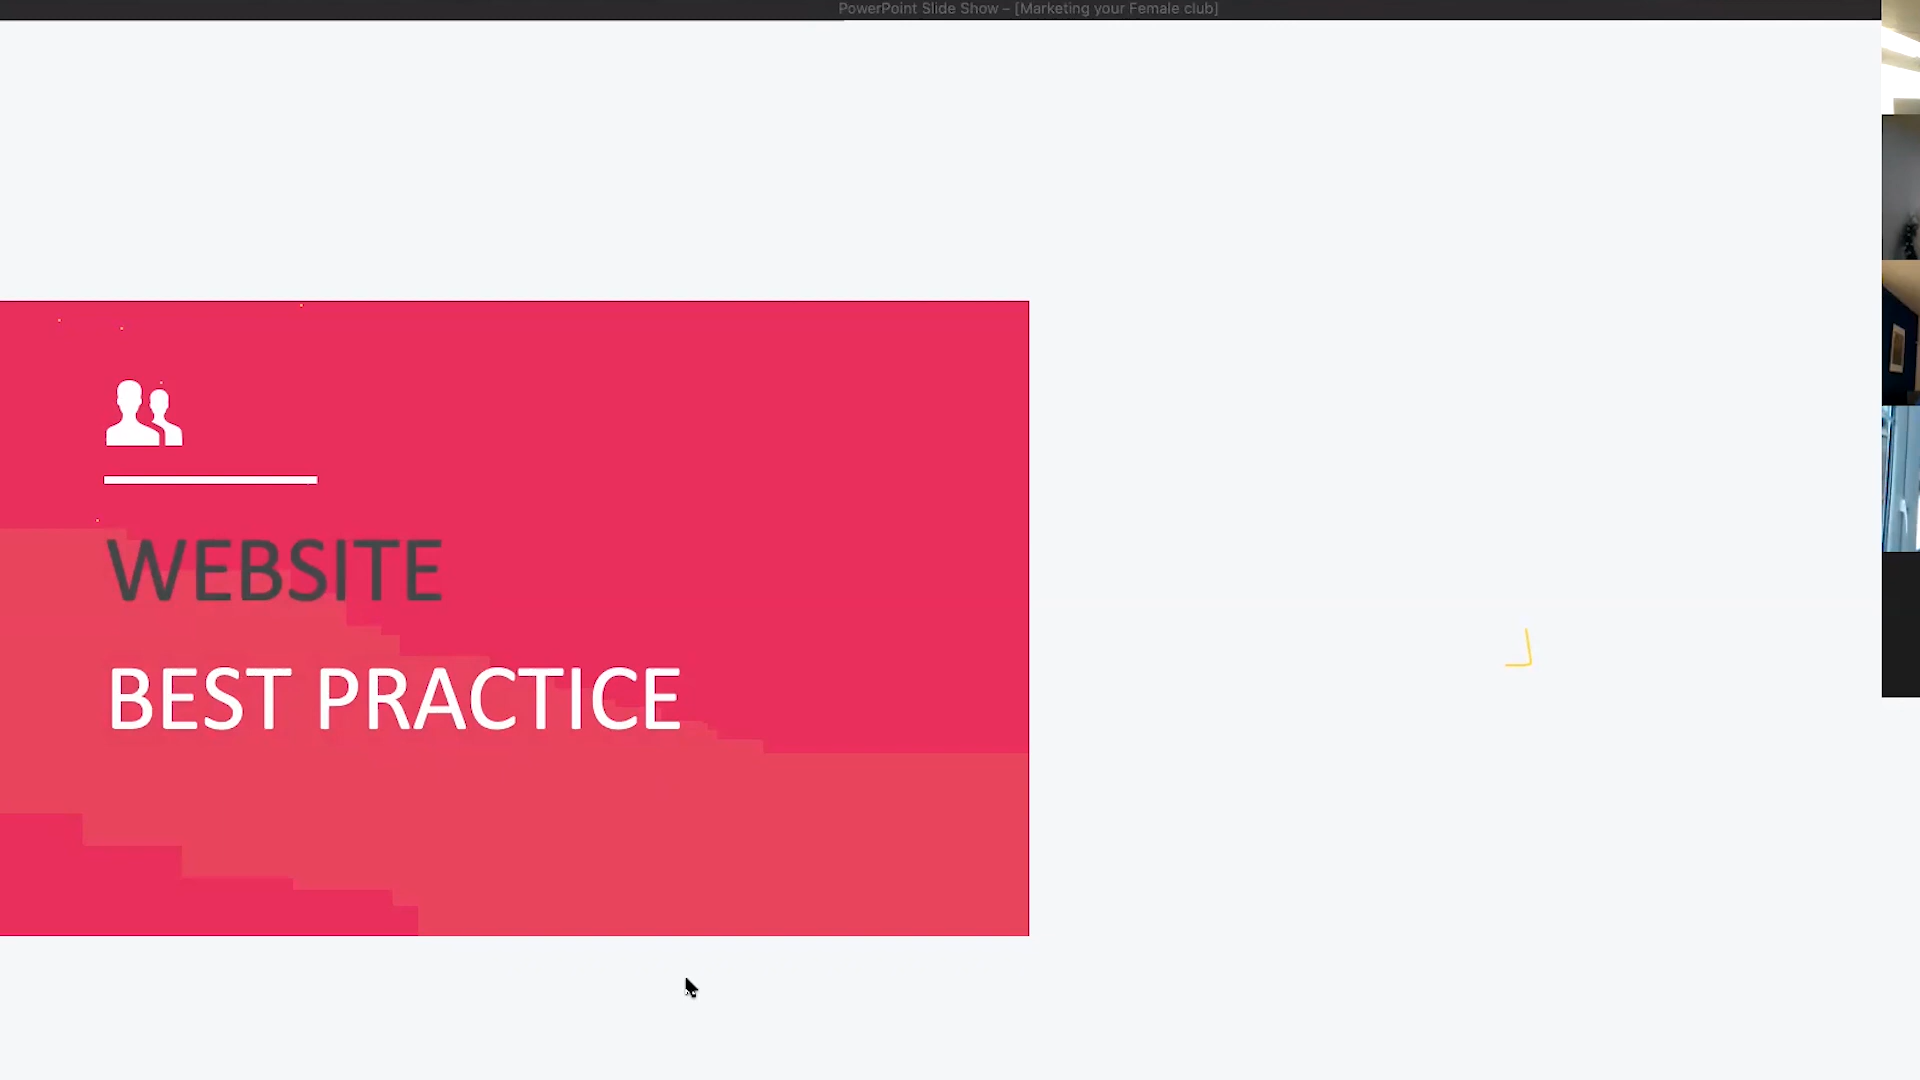 PowerPoint Slide Show – [Marketing your Female club]
WEBSITE
BEST PRACTICE